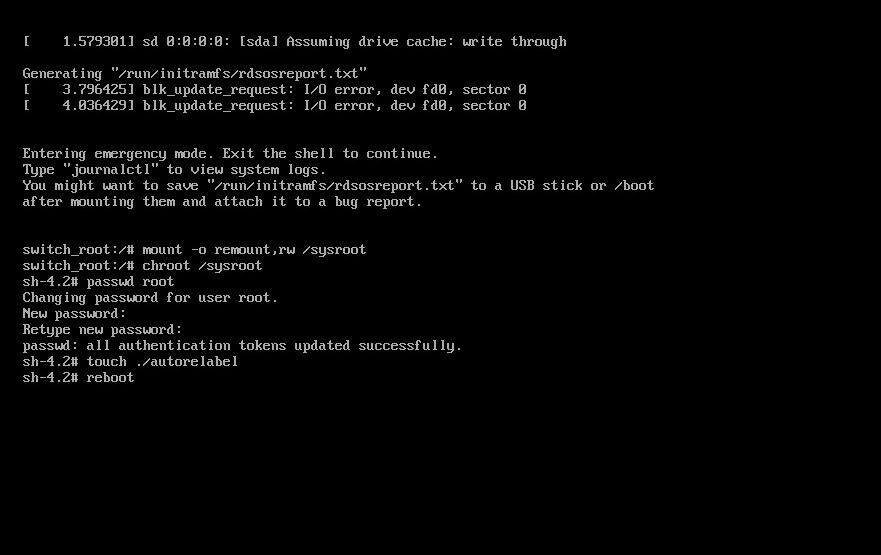 [    1.579301] sd 0:0:0:0: [sda] Assuming drive cache: write through
Generating "/run/initramfs/rdsosreport.txt"
[    3.796425] blk_update_request: I/O error, dev fd0, sector 0
[    4.036429] blk_update_request: I/O error, dev fd0, sector 0
Entering emergency mode. Exit the shell to continue.
Type "journalctl" to view system logs.
You might want to save "/run/initramfs/rdsosreport.txt" to a USB stick or /boot
after mounting them and attach it to a bug report.
switch_root:/# mount -o remount,rw /sysroot
switch_root:/# chroot /sysroot
sh-4.2# passwd root
Changing password for user root.
New password:
Retype new password:
passwd: all authentication tokens updated successfully.
sh-4.2# touch ./autorelabel
sh-4.2# reboot